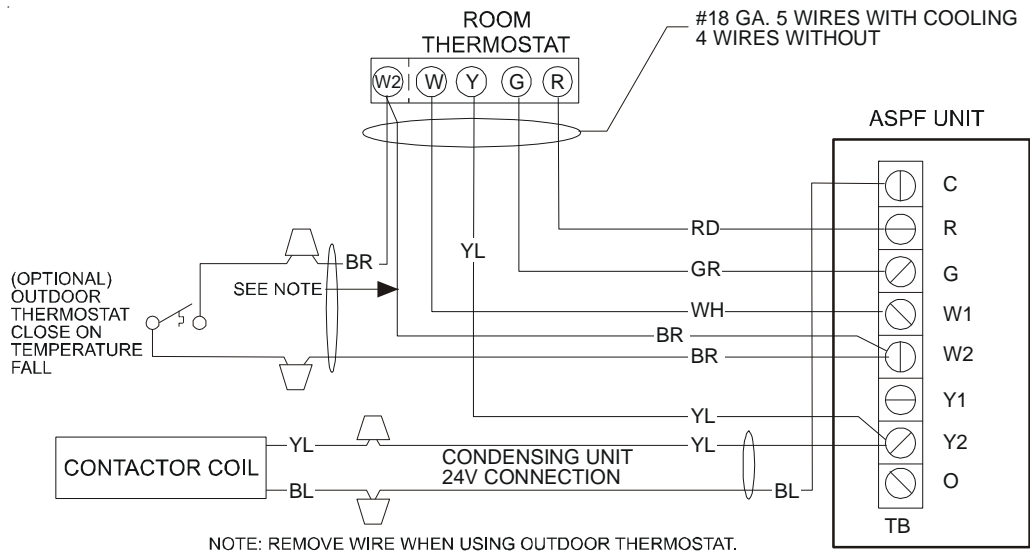 ROOM
THERMOSTAT
#18 GA. 5 WIRES WITH COOLING
4 WIRES WITHOUT
W2 W Y G R
ASPF UNIT
C
R
G
W1
W2
Y1
Y2
O
TB
RD
YL
GR
BR
SEE NOTE
WH
BR
BR
(OPTIONAL)
OUTDOOR
THERMOSTAT
CLOSE ON
TEMPERATURE
FALL
YL
YL
YL
CONTACTOR COIL
CONDENSING UNIT
24V CONNECTION
BL
BL
NOTE: REMOVE WIRE WHEN USING OUTDOOR THERMOSTAT.